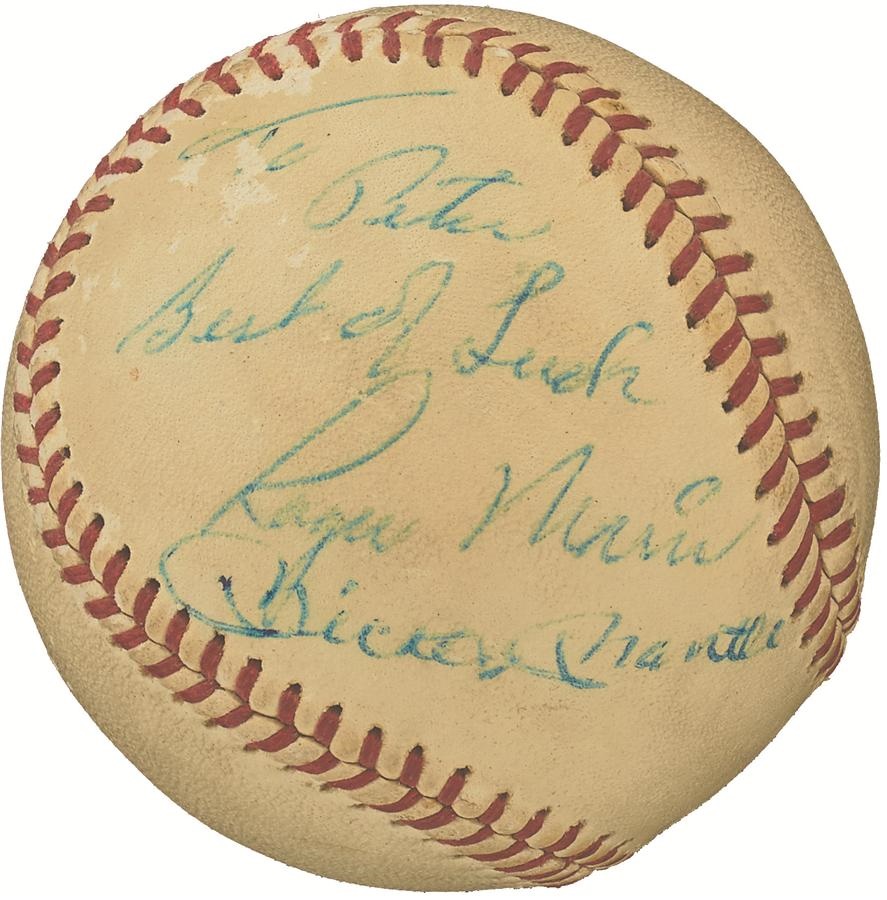 To
Peter
Best of Luck
Roger Maris
Mickey Mantle